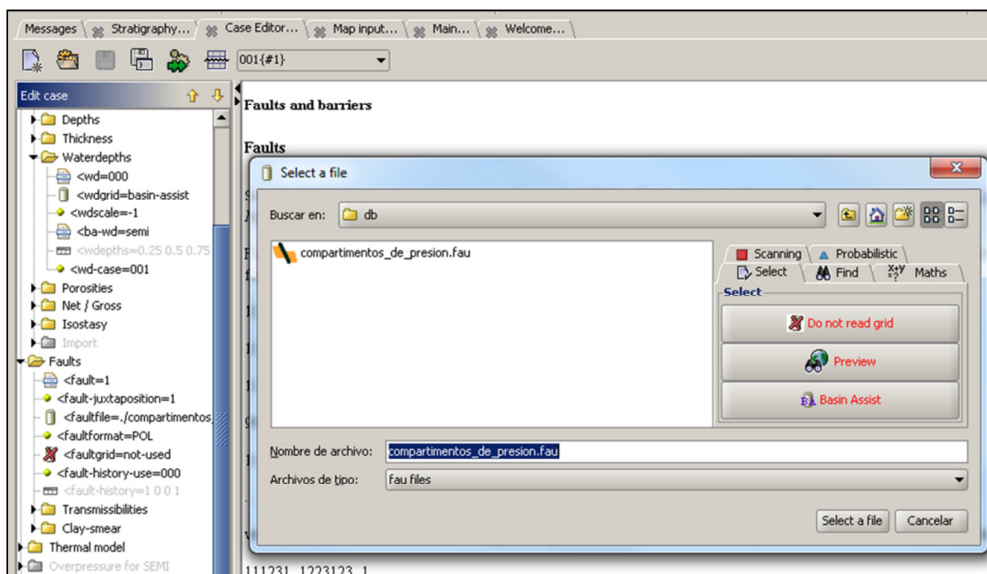 Messages Stratigraphy... Case Editor... Map input... Main... Welcome...
001{#1}
Edit case
Depths
Thickness
Waterdepths
<wd=000
<wdgrid=basin-assist
<wdscale=-1
<ba-wd=semi
<wdepths=0.25 0.5 0.75
<wd-case=001
Porosities
Net / Gross
Isostasy
Import
Faults
<fault=1
<fault-juxtaposition=1
<faultfile=./compartimentos_
<faultformat=POL
<faultgrid=not-used
<fault-history-use=000
<fault-history=1 0 0 1
Transmissibilities
Clay-smear
Thermal model
Overpressure for SEMI
Faults and barriers
Faults
Select a file
Buscar en: db
compartimentos_de_presion.fau
Scanning Probabilistic
Select Find Maths
Select
Do not read grid
Preview
Basin Assist
Nombre de archivo: compartimentos_de_presion.fau
Archivos de tipo: fau files
Select a file Cancelar
111231 1223123 1